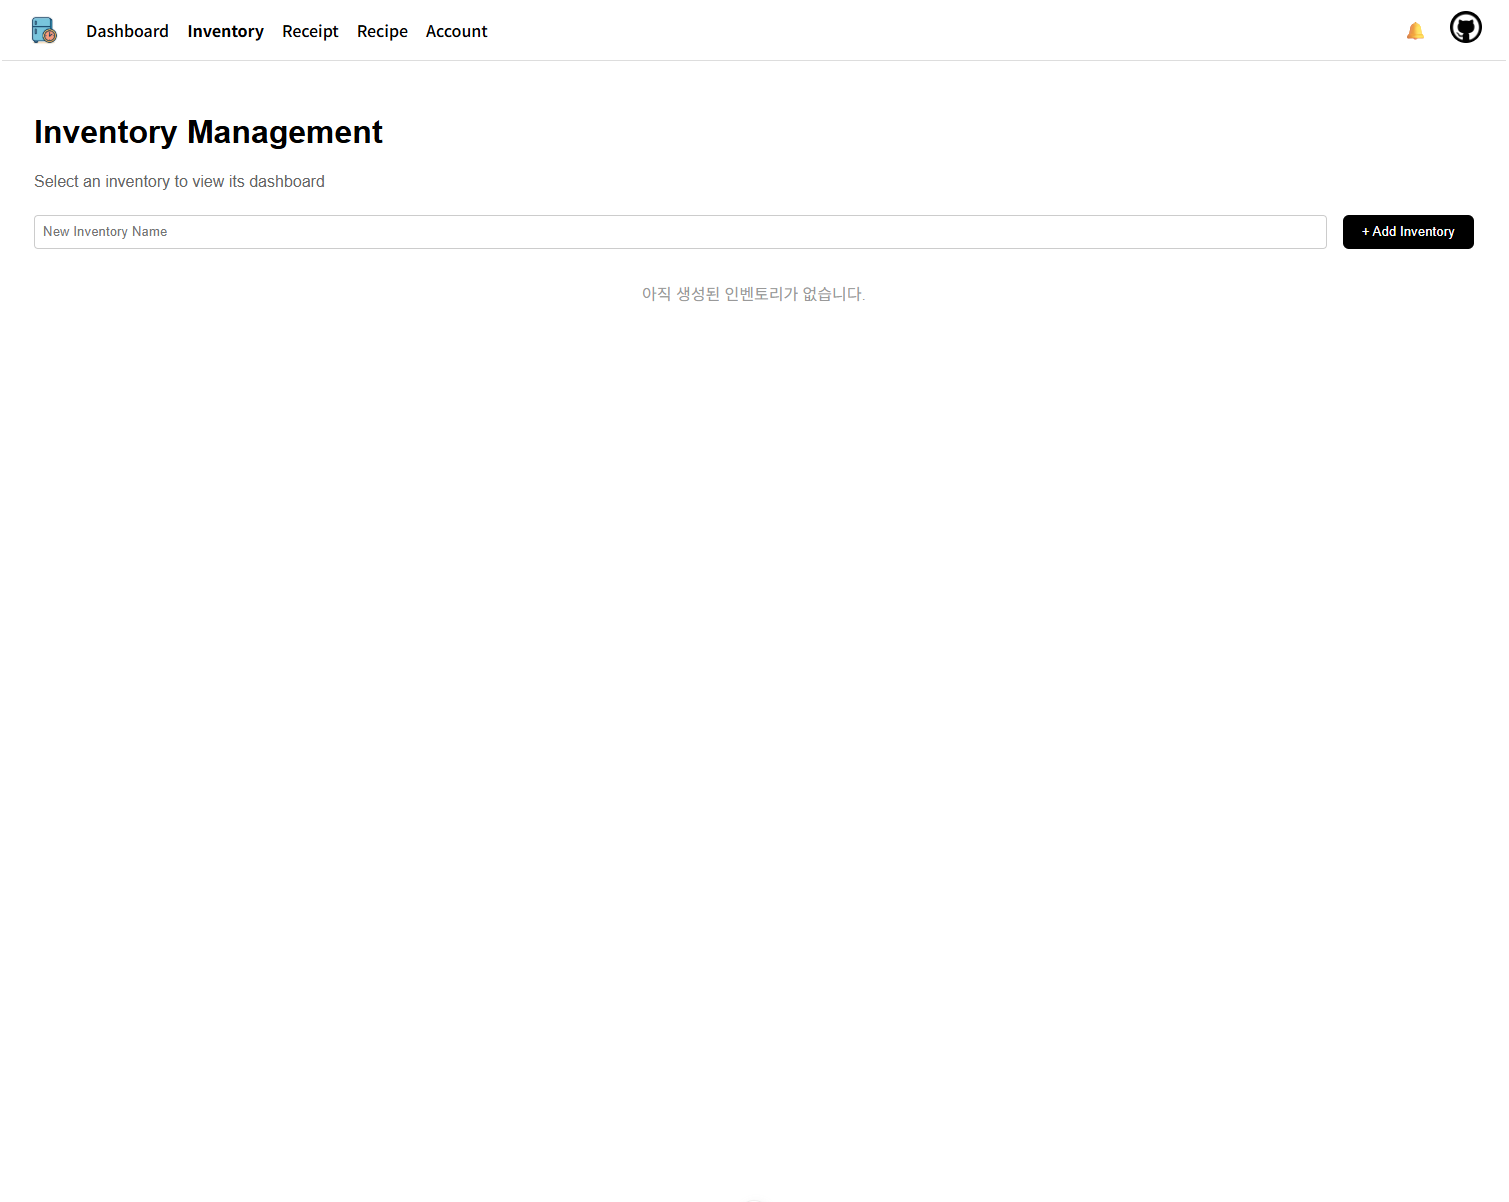 Dashboard Inventory Receipt Recipe Account
Inventory Management
Select an inventory to view its dashboard
New Inventory Name
+ Add Inventory
아직 생성된 인벤토리가 없습니다.